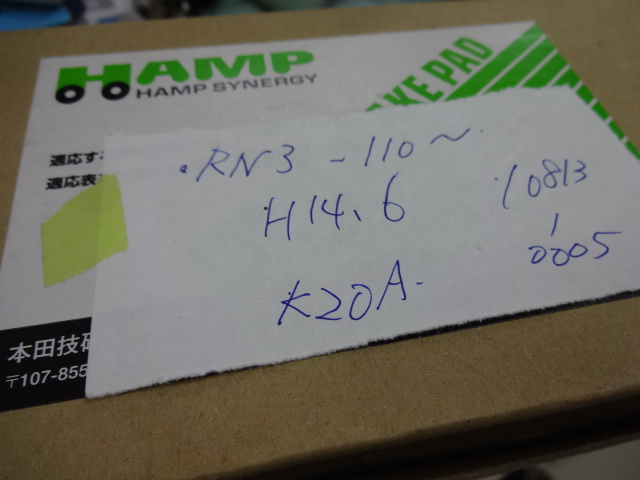 HAMP
HAMP SYNERGY
KE PAD
適応す
適応表
・RN3 - 110～
H14、6
10813
0005
K20A.
本田技研
〒107-855